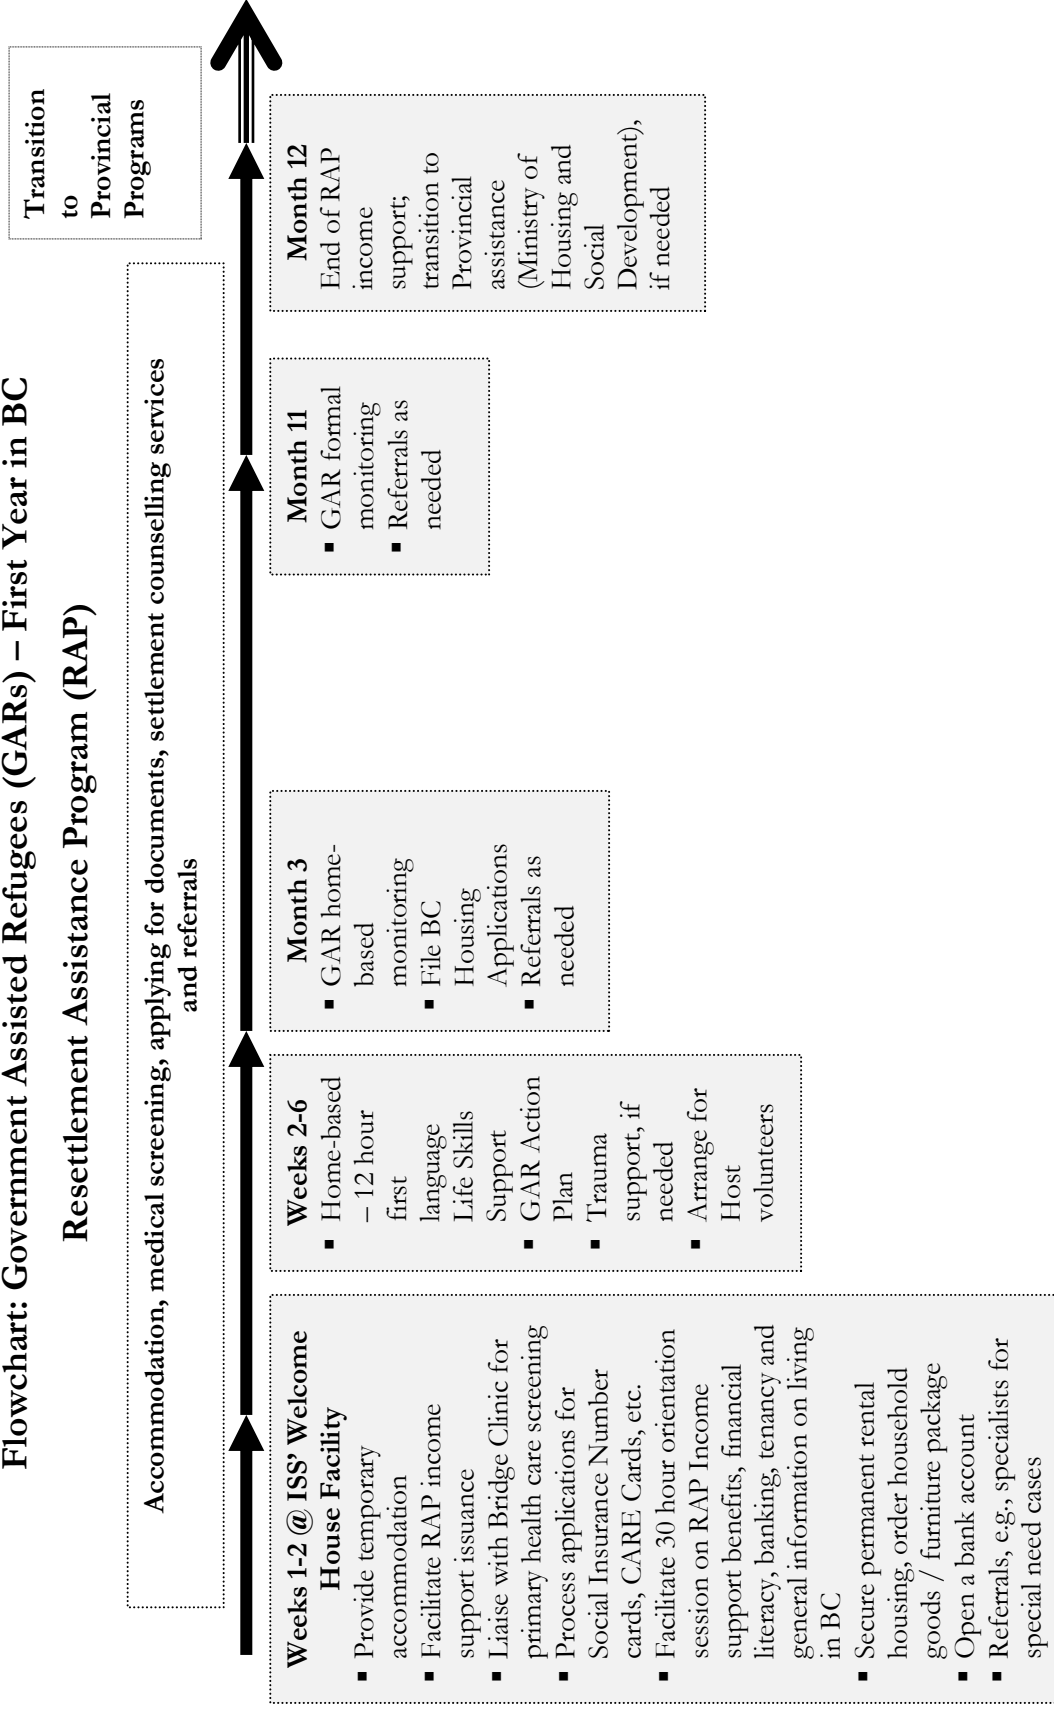 Flowchart: Government Assisted Refugees (GARs) – First Year in BC
Resettlement Assistance Program (RAP)
Transition
to
Provincial
Programs
Accommodation, medical screening, applying for documents, settlement counselling services
and referrals
Weeks 1-2 @ ISS’ Welcome
House Facility
▪ Provide temporary
accommodation
▪ Facilitate RAP income
support issuance
▪ Liaise with Bridge Clinic for
primary health care screening
▪ Process applications for
Social Insurance Number
cards, CARE Cards, etc.
▪ Facilitate 30 hour orientation
session on RAP Income
support benefits, financial
literacy, banking, tenancy and
general information on living
in BC
▪ Secure permanent rental
housing, order household
goods / furniture package
▪ Open a bank account
▪ Referrals, e.g., specialists for
special need cases
Weeks 2-6
▪ Home-based
– 12 hour
first
language
Life Skills
Support
▪ GAR Action
Plan
▪ Trauma
support, if
needed
▪ Arrange for
Host
volunteers
Month 3
▪ GAR home-
based
monitoring
▪ File BC
Housing
Applications
▪ Referrals as
needed
Month 11
▪ GAR formal
monitoring
▪ Referrals as
needed
Month 12
End of RAP
income
support;
transition to
Provincial
assistance
(Ministry of
Housing and
Social
Development),
if needed